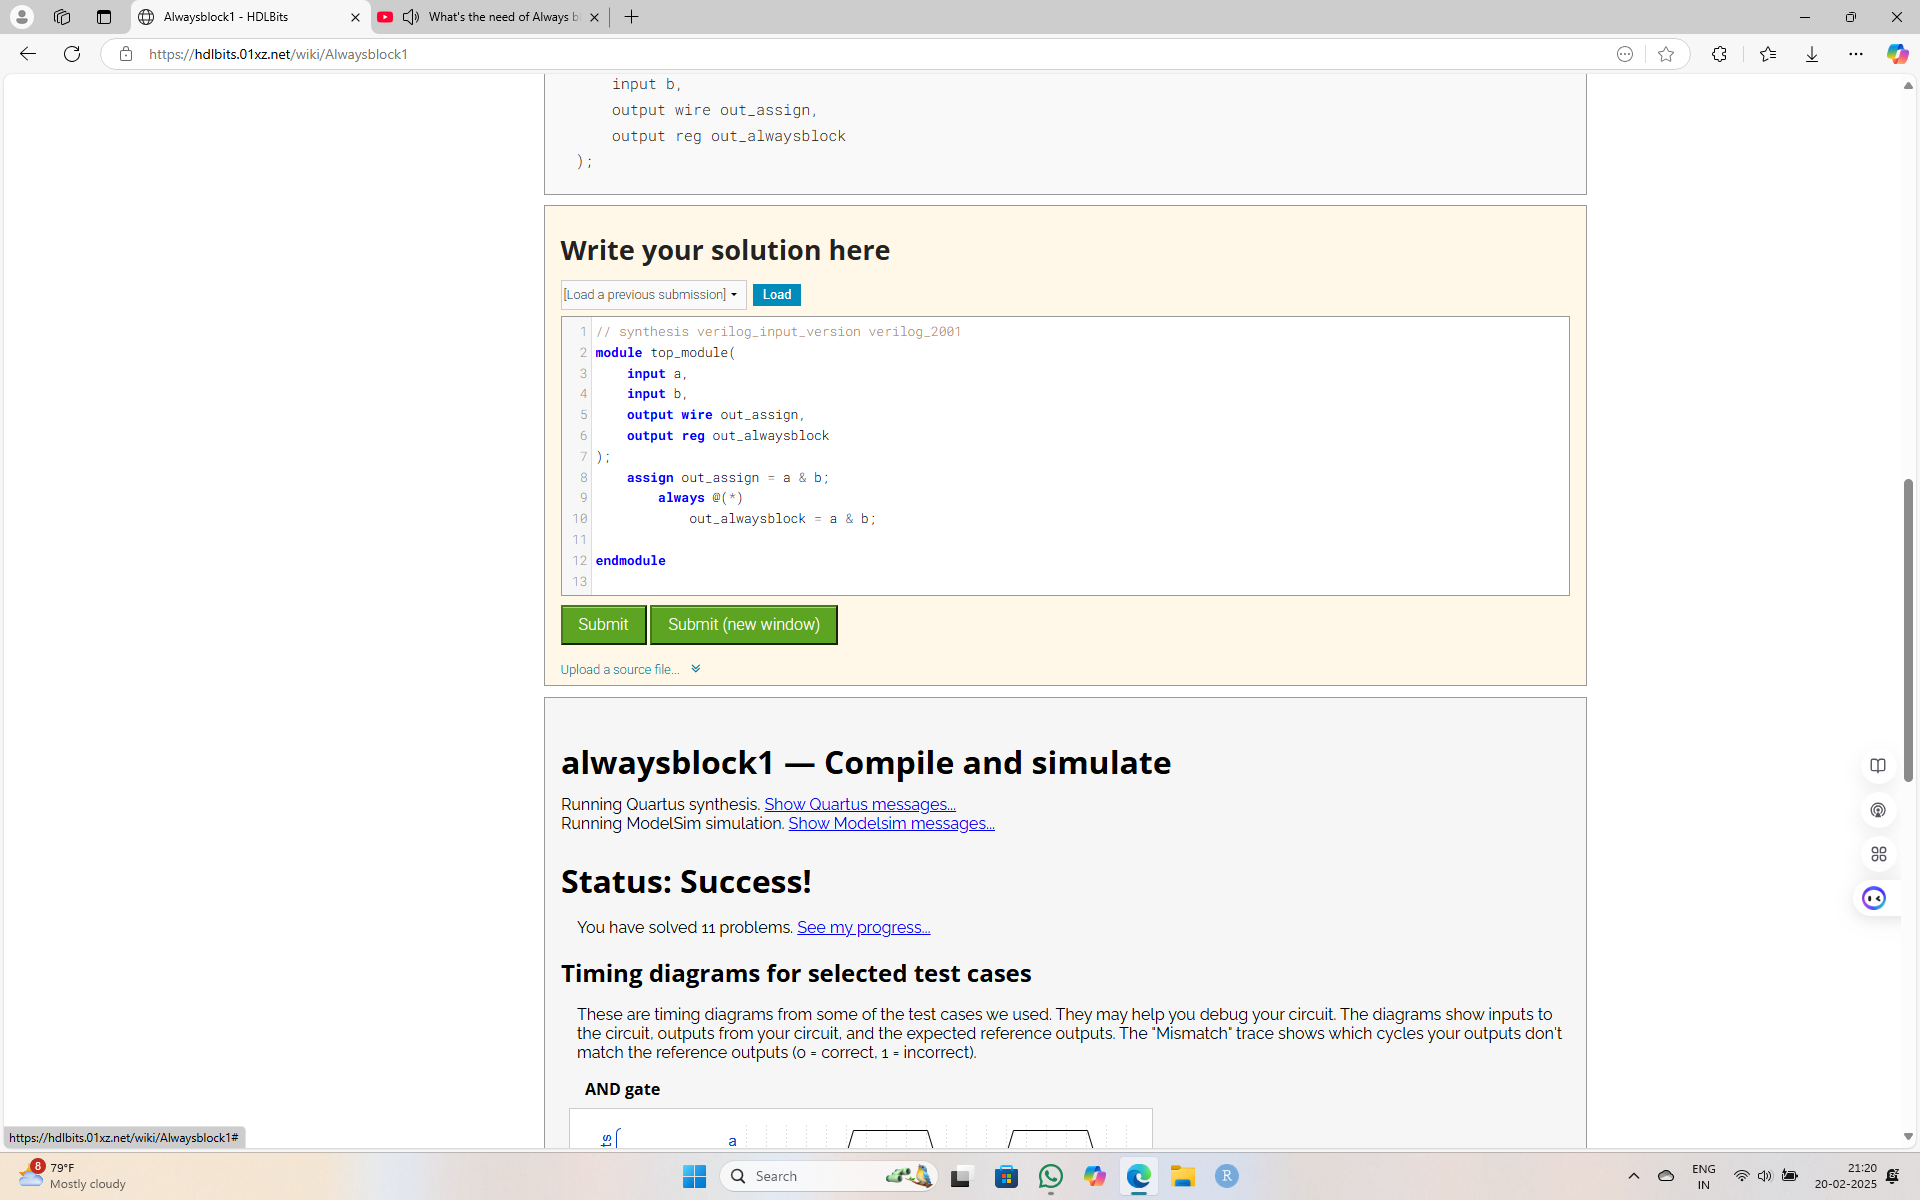 Alwaysblock1 - HDLBits
What's the need of Always b
https://hdlbits.01xz.net/wiki/Alwaysblock1
input b,
output wire out_assign,
output reg out_alwaysblock
);
Write your solution here
[Load a previous submission]
Load
1 // synthesis verilog_input_version verilog_2001
2 module top_module(
3 input a,
4 input b,
5 output wire out_assign,
6 output reg out_alwaysblock
7 );
8 assign out_assign = a & b;
9 always @(*)
10 out_alwaysblock = a & b;
11
12 endmodule
13
Submit
Submit (new window)
Upload a source file...
alwaysblock1 — Compile and simulate
Running Quartus synthesis. Show Quartus messages...
Running ModelSim simulation. Show Modelsim messages...
Status: Success!
You have solved 11 problems. See my progress...
Timing diagrams for selected test cases
These are timing diagrams from some of the test cases we used. They may help you debug your circuit. The diagrams show inputs to
the circuit, outputs from your circuit, and the expected reference outputs. The "Mismatch" trace shows which cycles your outputs don't
match the reference outputs (0 = correct, 1 = incorrect).
AND gate
ts
a
https://hdlbits.01xz.net/wiki/Alwaysblock1#
8
79°F
Mostly cloudy
Search
R
ENG
IN
21:20
20-02-2025